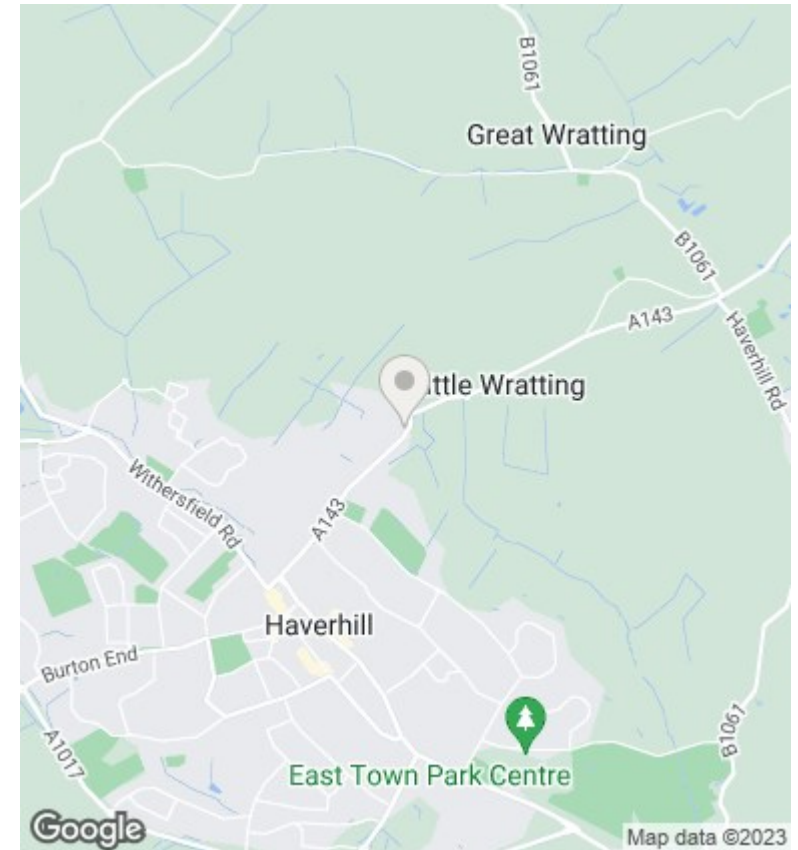 B1061
Great Wratting
B1061
A143
Haverhill Rd
ittle Wratting
Withersfield Rd
A143
Haverhill
Burton End
A1017
B1061
East Town Park Centre
Google
Map data ©2023